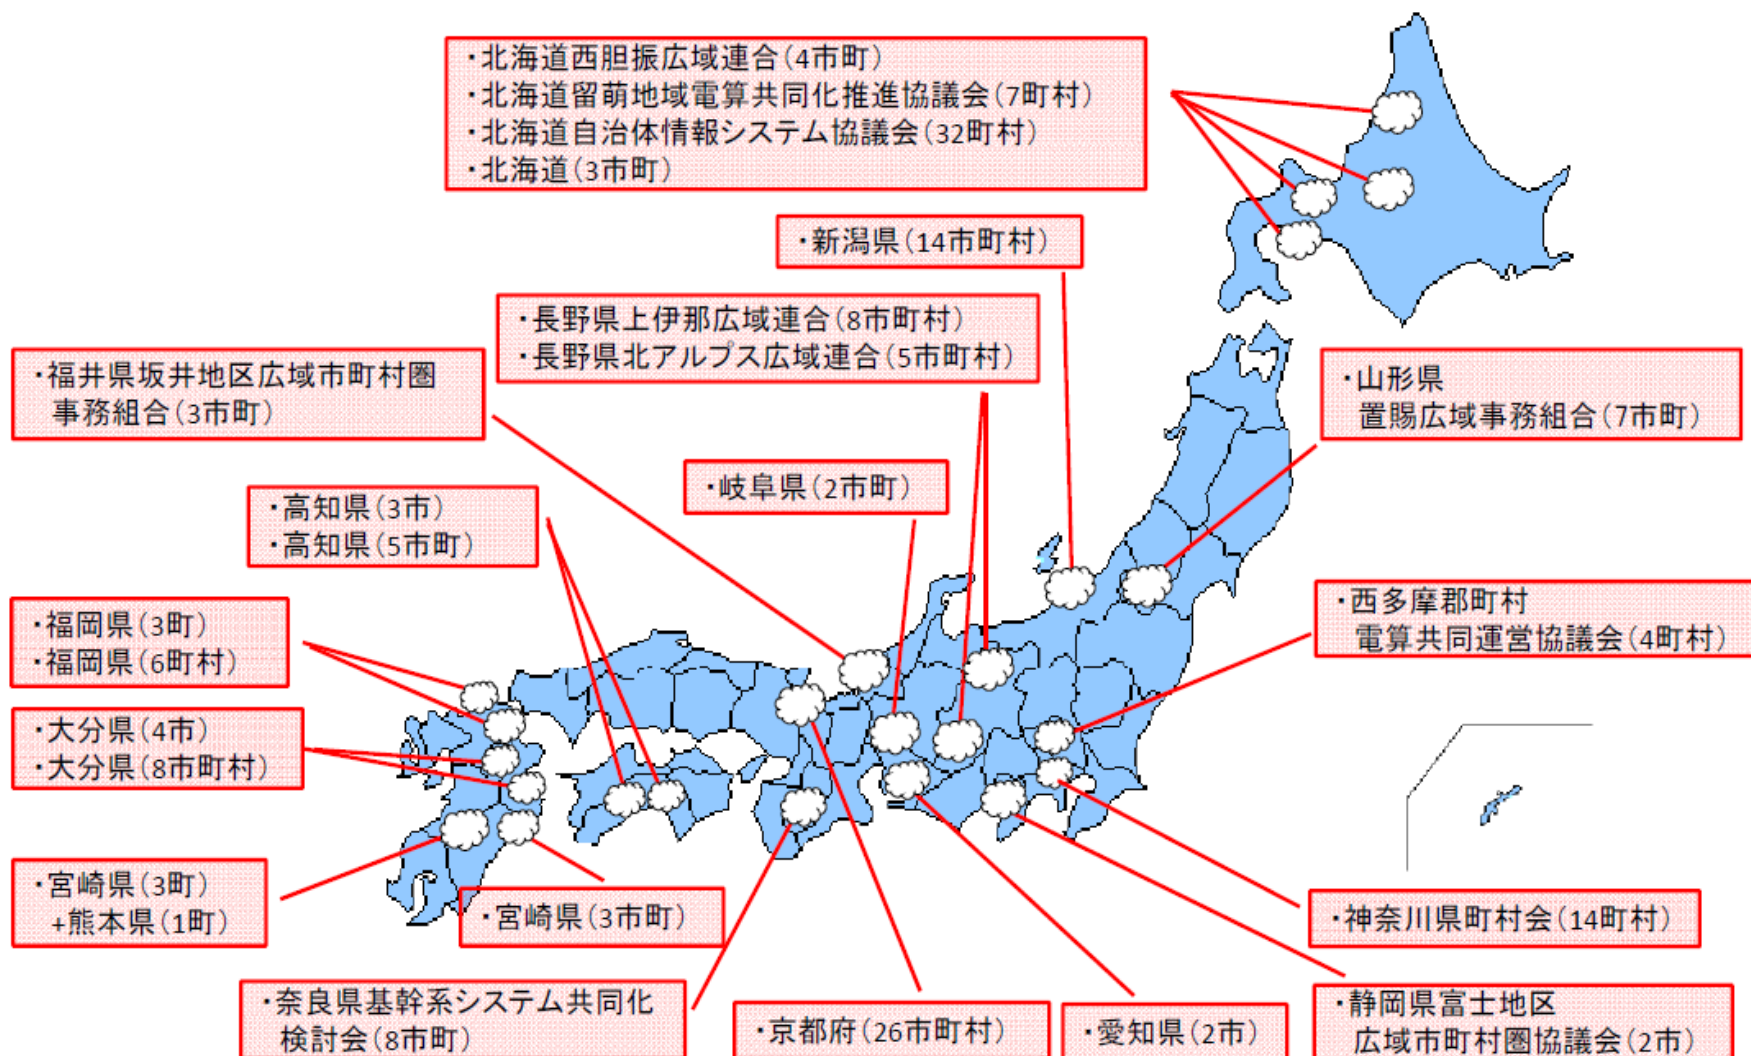 ・北海道西胆振広域連合(4市町)
・北海道留萌地域電算共同化推進協議会(7町村)
・北海道自治体情報システム協議会(32町村)
・北海道(3市町)
・新潟県(14市町村)
・長野県上伊那広域連合(8市町村)
・長野県北アルプス広域連合(5市町村)
・福井県坂井地区広域市町村圏
事務組合(3市町)
・山形県
置賜広域事務組合(7市町)
・岐阜県(2市町)
・高知県(3市)
・高知県(5市町)
・西多摩郡町村
電算共同運営協議会(4町村)
・福岡県(3町)
・福岡県(6町村)
・大分県(4市)
・大分県(8市町村)
・宮崎県(3町)
+熊本県(1町)
・宮崎県(3市町)
・神奈川県町村会(14町村)
・奈良県基幹系システム共同化
検討会(8市町)
・京都府(26市町村)
・愛知県(2市)
・静岡県富士地区
広域市町村圏協議会(2市)